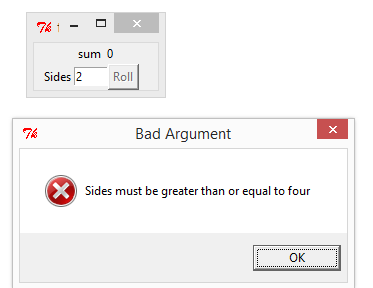 sum 0
Sides 2 Roll
Bad Argument
Sides must be greater than or equal to four
OK